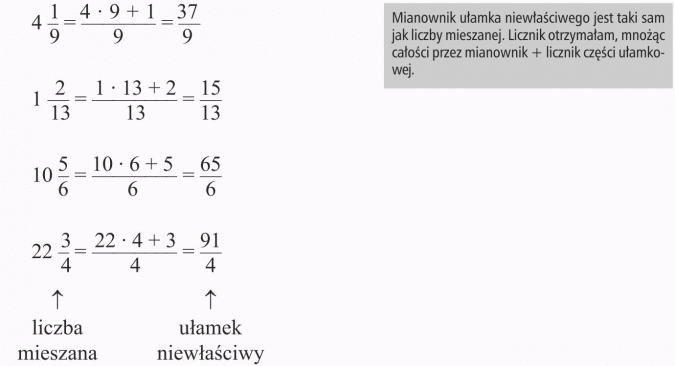 4 1/9 = (4 · 9 + 1)/9 = 37/9
1 2/13 = (1 · 13 + 2)/13 = 15/13
10 5/6 = (10 · 6 + 5)/6 = 65/6
22 3/4 = (22 · 4 + 3)/4 = 91/4
↑ ↑
liczba ułamek
mieszana niewłaściwy
Mianownik ułamka niewłaściwego jest taki sam
jak liczby mieszanej. Licznik otrzymałam, mnożąc
całości przez mianownik + licznik części ułamko-
wej.